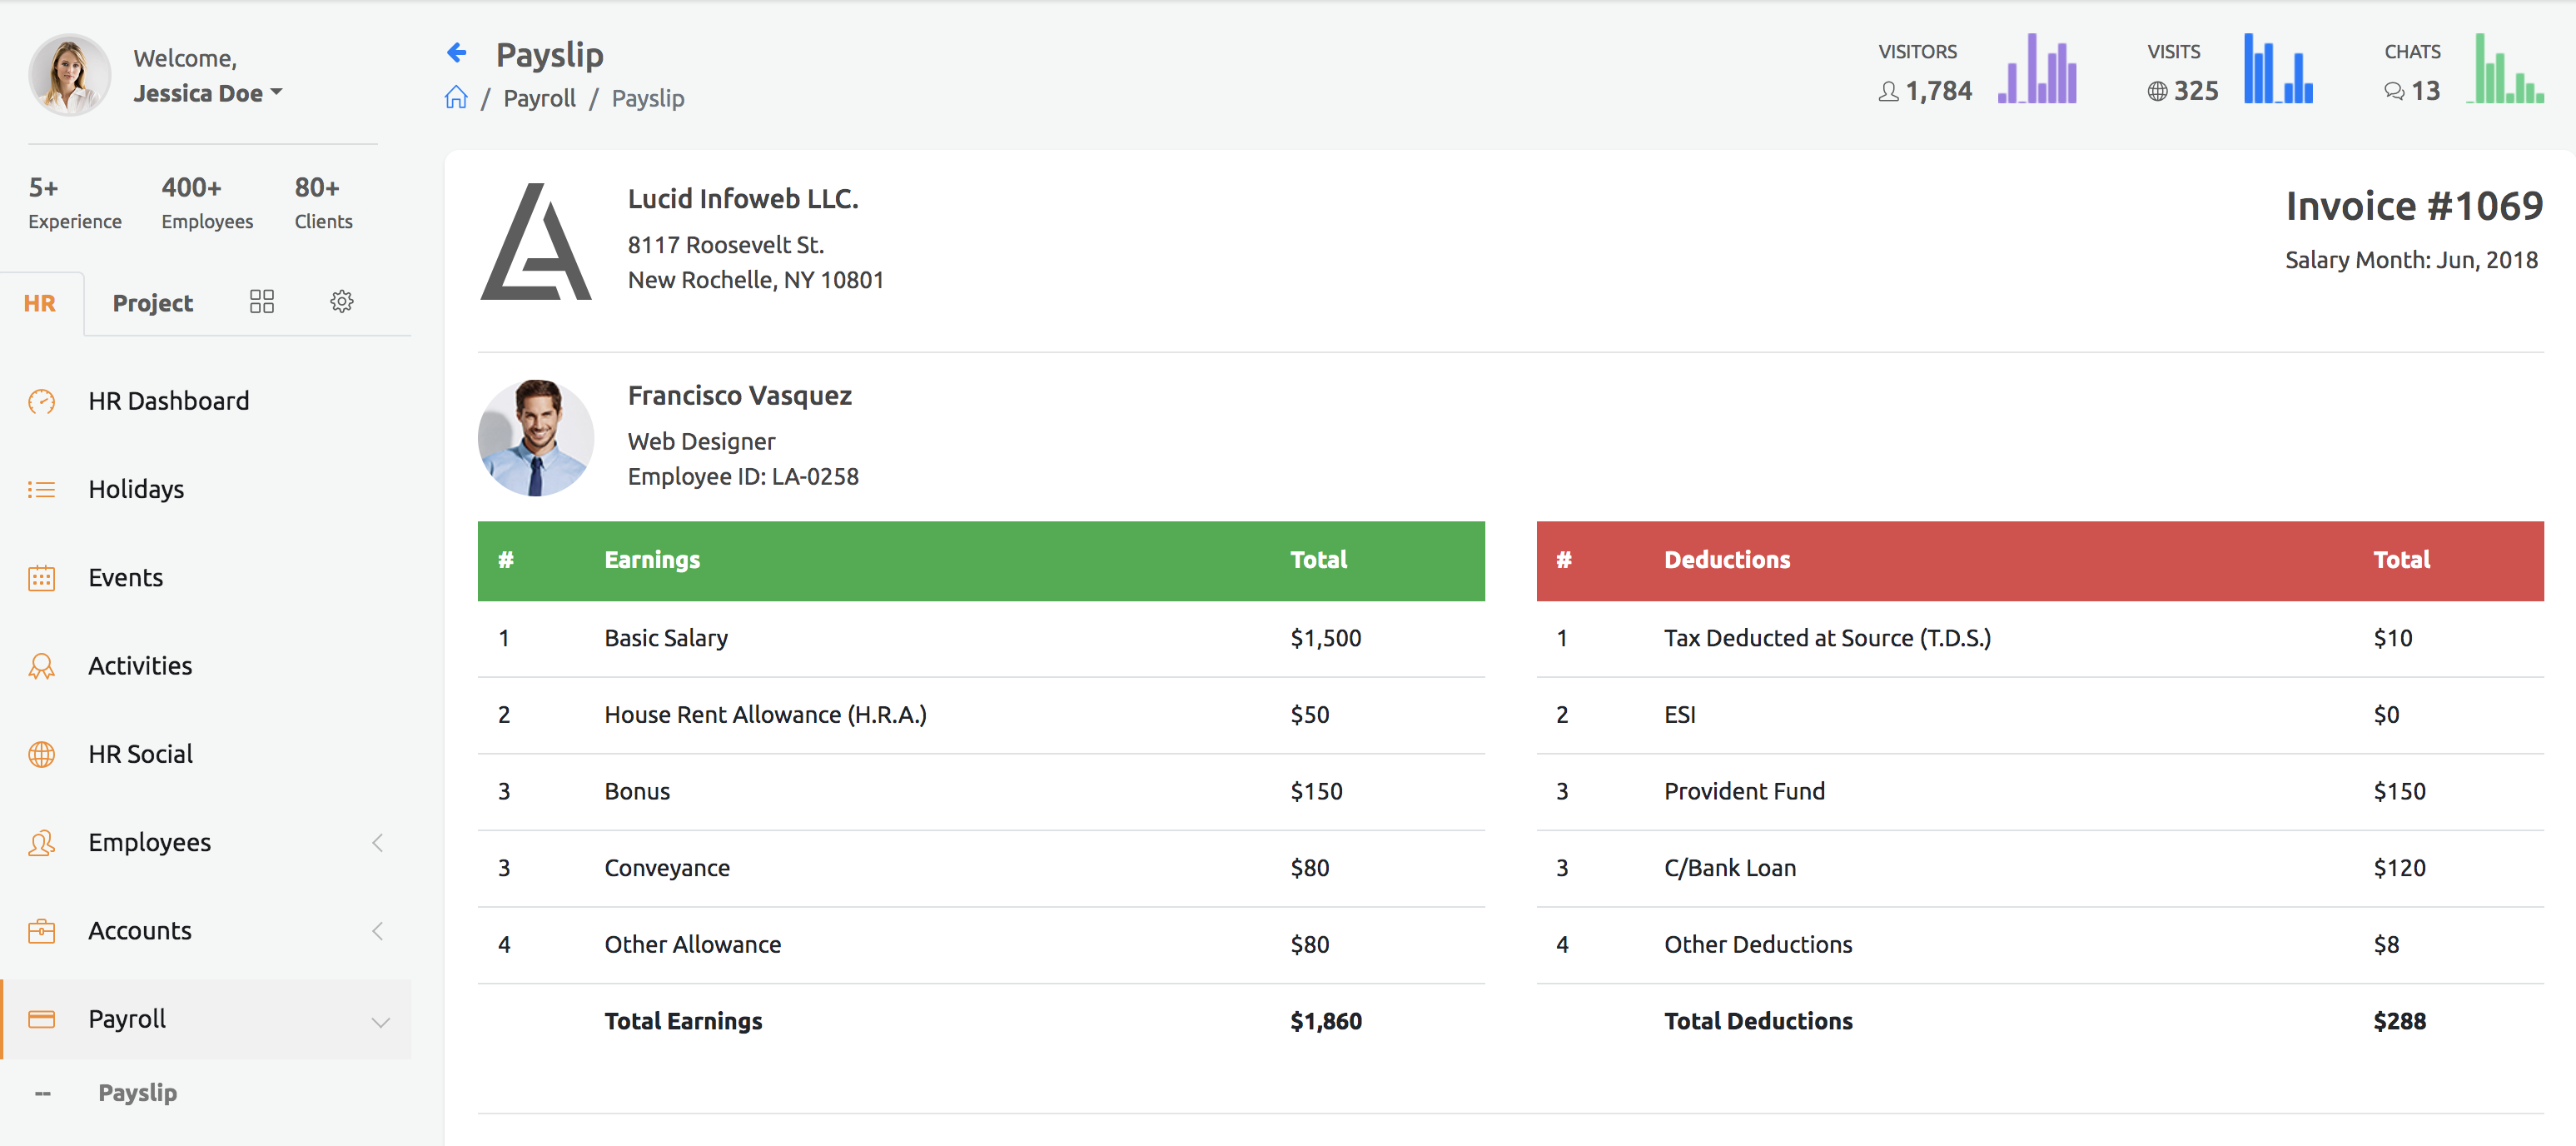 Welcome,
Jessica Doe
5+ 400+ 80+
Experience Employees Clients
HR Project
HR Dashboard
Holidays
Events
Activities
HR Social
Employees
Accounts
Payroll
-- Payslip
Payslip
/ Payroll / Payslip
VISITORS
1,784
VISITS
325
CHATS
13
Lucid Infoweb LLC.
8117 Roosevelt St.
New Rochelle, NY 10801
Invoice #1069
Salary Month: Jun, 2018
Francisco Vasquez
Web Designer
Employee ID: LA-0258
# Earnings Total
1 Basic Salary $1,500
2 House Rent Allowance (H.R.A.) $50
3 Bonus $150
3 Conveyance $80
4 Other Allowance $80
Total Earnings $1,860
# Deductions Total
1 Tax Deducted at Source (T.D.S.) $10
2 ESI $0
3 Provident Fund $150
3 C/Bank Loan $120
4 Other Deductions $8
Total Deductions $288